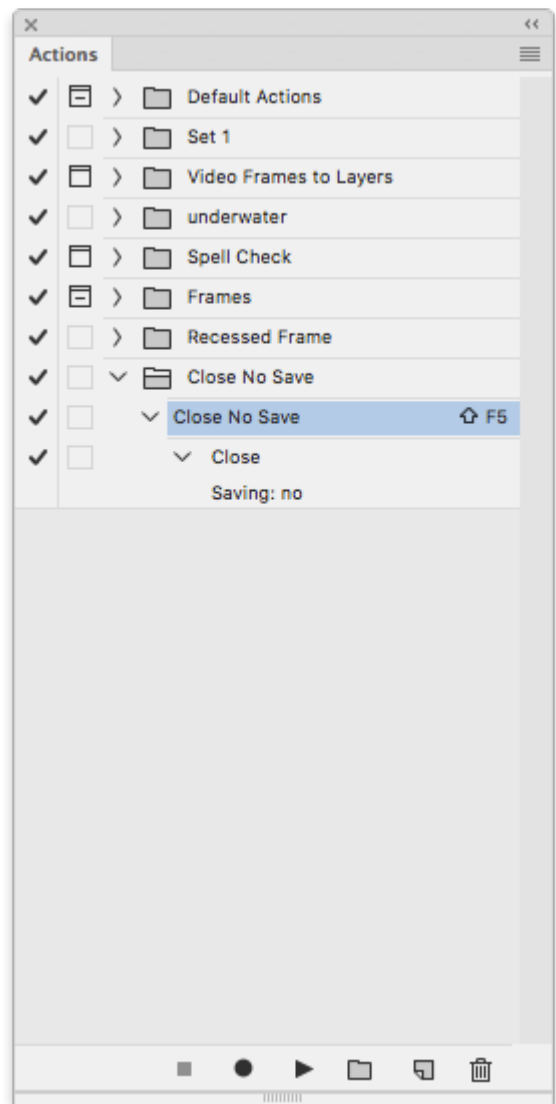 Actions
Default Actions
Set 1
Video Frames to Layers
underwater
Spell Check
Frames
Recessed Frame
Close No Save
Close No Save ⇧ F5
Close
Saving: no